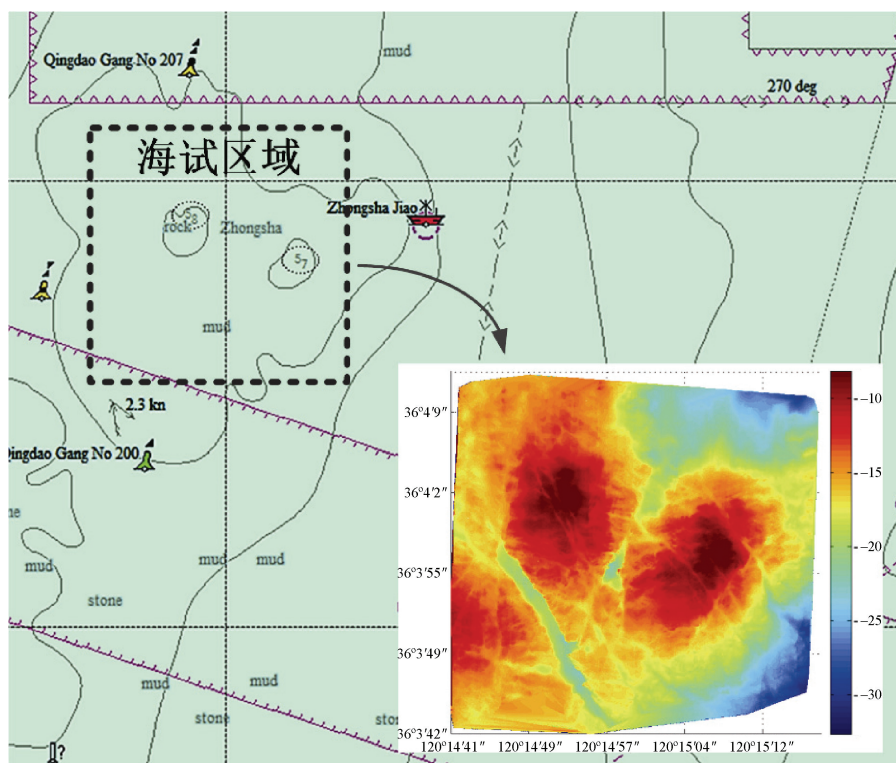 mud
Qingdao Gang No 207
270 deg
海试区域
Zhongsha Jiao
5₈
rock
Zhongsha
5₇
mud
2.3 kn
Qingdao Gang No 200
mud
mud
mud
stone
mud
mud
stone
?
36°4′9″
36°4′2″
36°3′55″
36°3′49″
36°3′42″
120°14′41″ 120°14′49″ 120°14′57″ 120°15′04″ 120°15′12″
−10
−15
−20
−25
−30